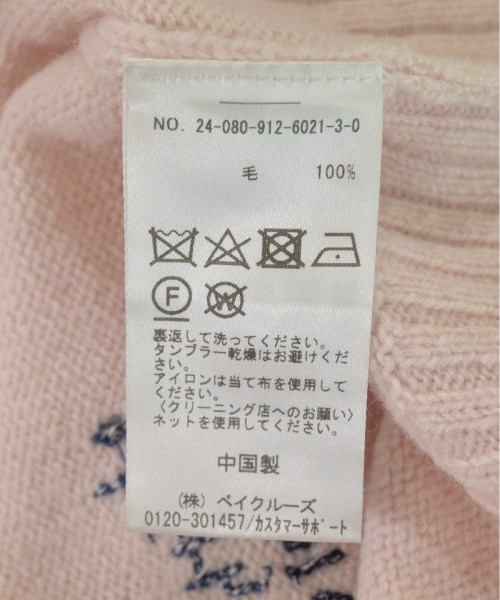 NO. 24-080-912-6021-3-0
毛 100%
F W
裏返して洗ってください。
タンブラー乾燥はお避けくだ
さい。
アイロンは当て布を使用して
ください。
〈クリーニング店へのお願い〉
ネットを使用してください。
中国製
(株) ベイクルーズ
0120-301457/カスタマーサポート